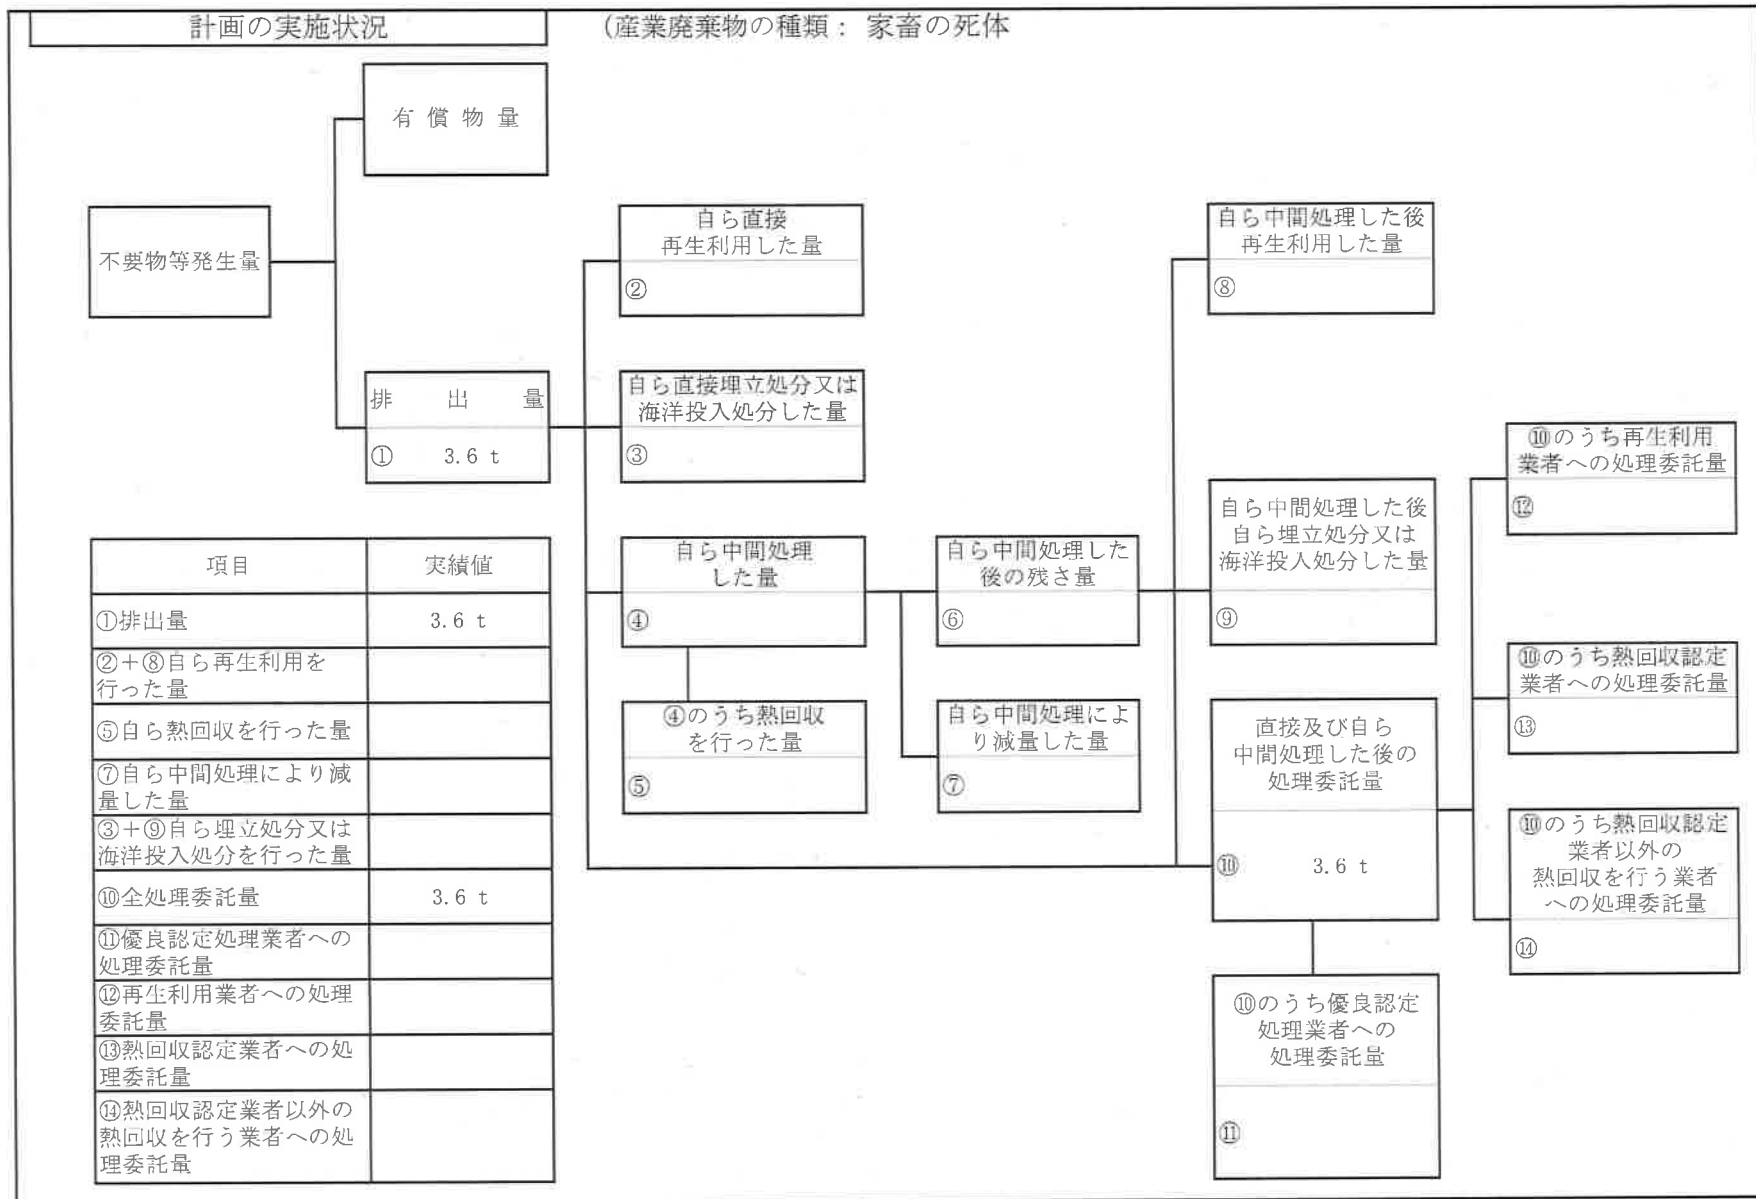 計画の実施状況
(産業廃棄物の種類： 家畜の死体
有 償 物 量
不要物等発生量
排 出 量
① 3.6 t
自ら直接
再生利用した量
②
自ら直接埋立処分又は
海洋投入処分した量
③
自ら中間処理
した量
④
④のうち熱回収
を行った量
⑤
自ら中間処理した
後の残さ量
⑥
自ら中間処理によ
り減量した量
⑦
自ら中間処理した後
再生利用した量
⑧
自ら中間処理した後
自ら埋立処分又は
海洋投入処分した量
⑨
直接及び自ら
中間処理した後の
処理委託量
⑩ 3.6 t
⑩のうち優良認定
処理業者への
処理委託量
⑪
⑩のうち再生利用
業者への処理委託量
⑫
⑩のうち熱回収認定
業者への処理委託量
⑬
⑩のうち熱回収認定
業者以外の
熱回収を行う業者
への処理委託量
⑭
項目 実績値
①排出量 3.6 t
②＋⑧自ら再生利用を
行った量
⑤自ら熱回収を行った量
⑦自ら中間処理により減
量した量
③＋⑨自ら埋立処分又は
海洋投入処分を行った量
⑩全処理委託量 3.6 t
⑪優良認定処理業者への
処理委託量
⑫再生利用業者への処理
委託量
⑬熱回収認定業者への処
理委託量
⑭熱回収認定業者以外の
熱回収を行う業者への処
理委託量